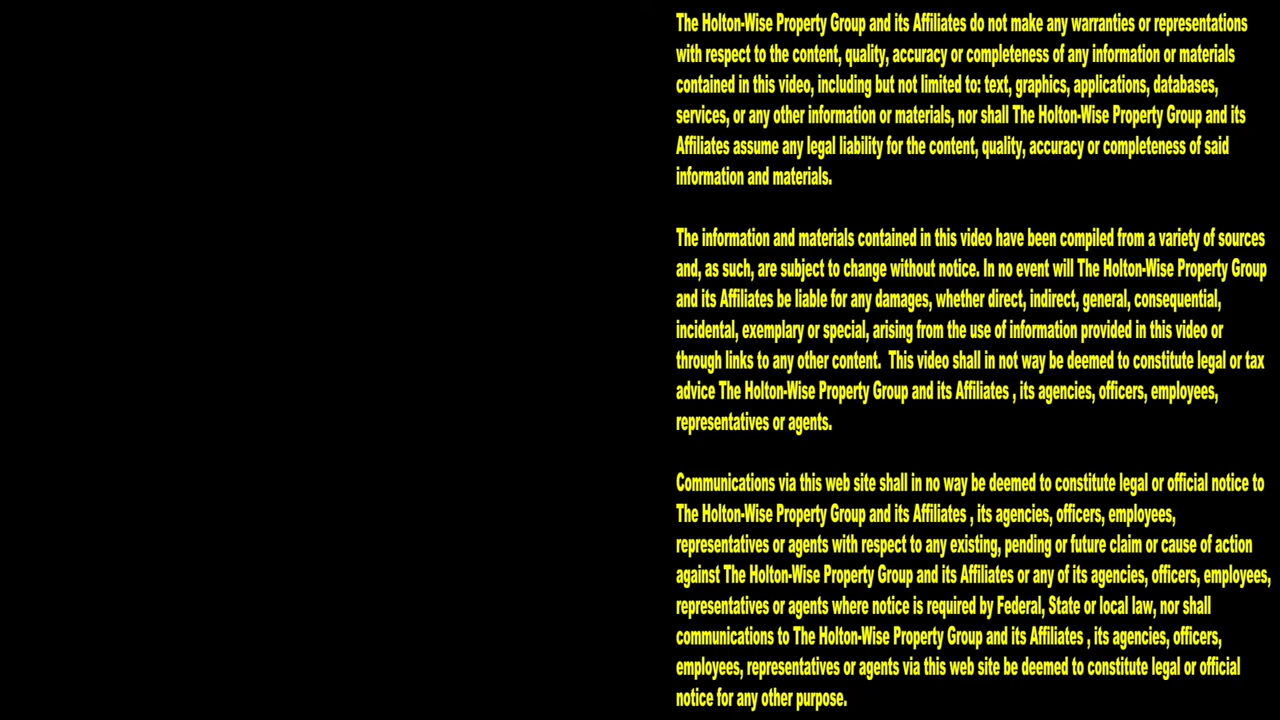 The Holton-Wise Property Group and its Affiliates do not make any warranties or representations
with respect to the content, quality, accuracy or completeness of any information or materials
contained in this video, including but not limited to: text, graphics, applications, databases,
services, or any other information or materials, nor shall The Holton-Wise Property Group and its
Affiliates assume any legal liability for the content, quality, accuracy or completeness of said
information and materials.
The information and materials contained in this video have been compiled from a variety of sources
and, as such, are subject to change without notice. In no event will The Holton-Wise Property Group
and its Affiliates be liable for any damages, whether direct, indirect, general, consequential,
incidental, exemplary or special, arising from the use of information provided in this video or
through links to any other content.  This video shall in not way be deemed to constitute legal or tax
advice The Holton-Wise Property Group and its Affiliates , its agencies, officers, employees,
representatives or agents.
Communications via this web site shall in no way be deemed to constitute legal or official notice to
The Holton-Wise Property Group and its Affiliates , its agencies, officers, employees,
representatives or agents with respect to any existing, pending or future claim or cause of action
against The Holton-Wise Property Group and its Affiliates or any of its agencies, officers, employees,
representatives or agents where notice is required by Federal, State or local law, nor shall
communications to The Holton-Wise Property Group and its Affiliates , its agencies, officers,
employees, representatives or agents via this web site be deemed to constitute legal or official
notice for any other purpose.